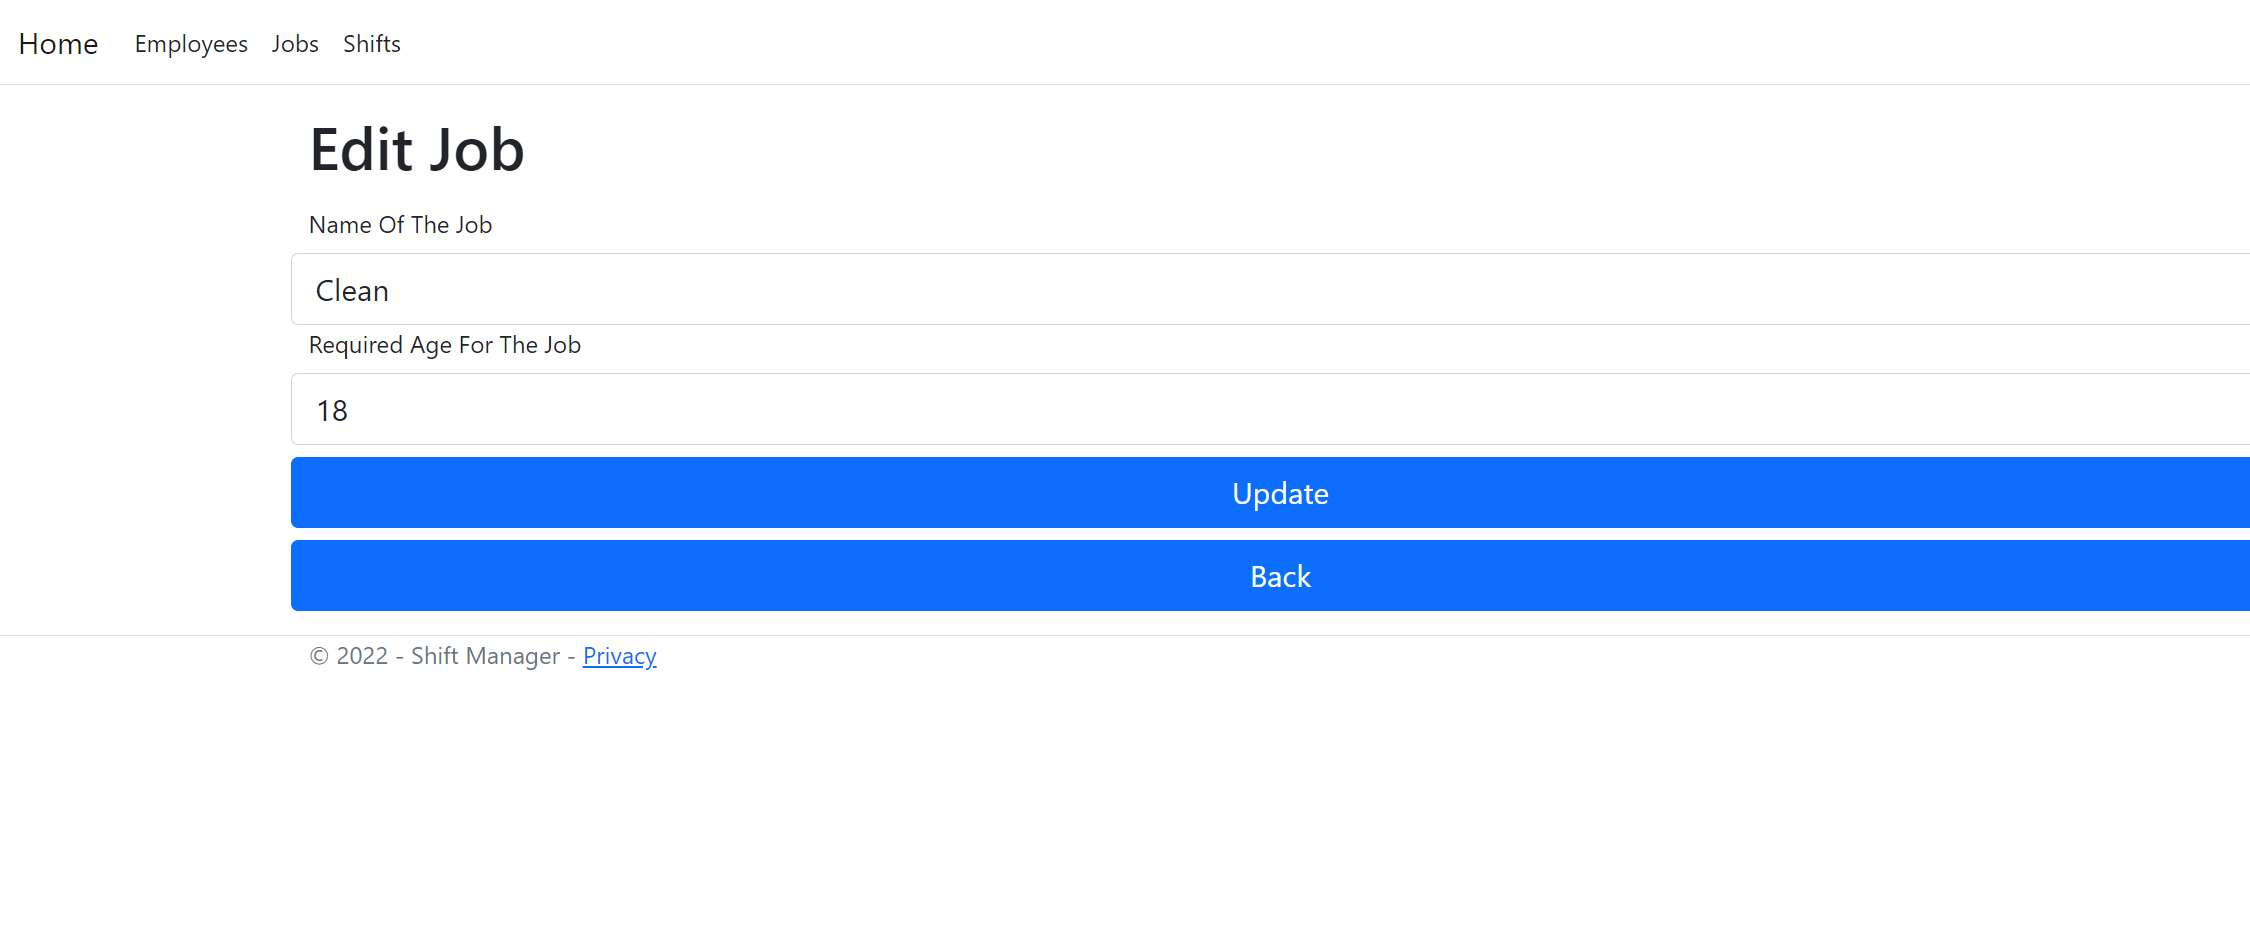 Home Employees Jobs Shifts
Edit Job
Name Of The Job
Clean
Required Age For The Job
18
Update
Back
© 2022 - Shift Manager - Privacy